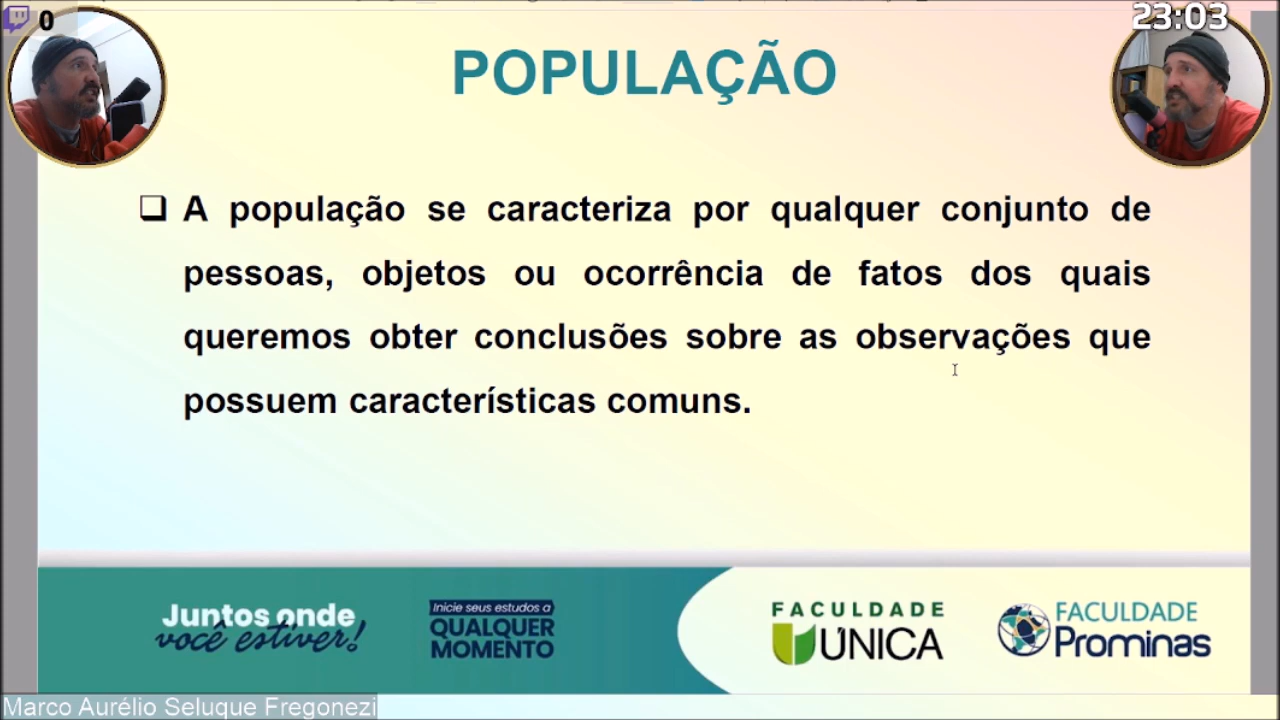 0
23:03
POPULAÇÃO
❑ A população se caracteriza por qualquer conjunto de
pessoas, objetos ou ocorrência de fatos dos quais
queremos obter conclusões sobre as observações que
possuem características comuns.
Juntos onde
você estiver!
Inicie seus estudos a
QUALQUER
MOMENTO
FACULDADE
ÚNICA
FACULDADE
Prominas
Marco Aurélio Seluque Fregonezi